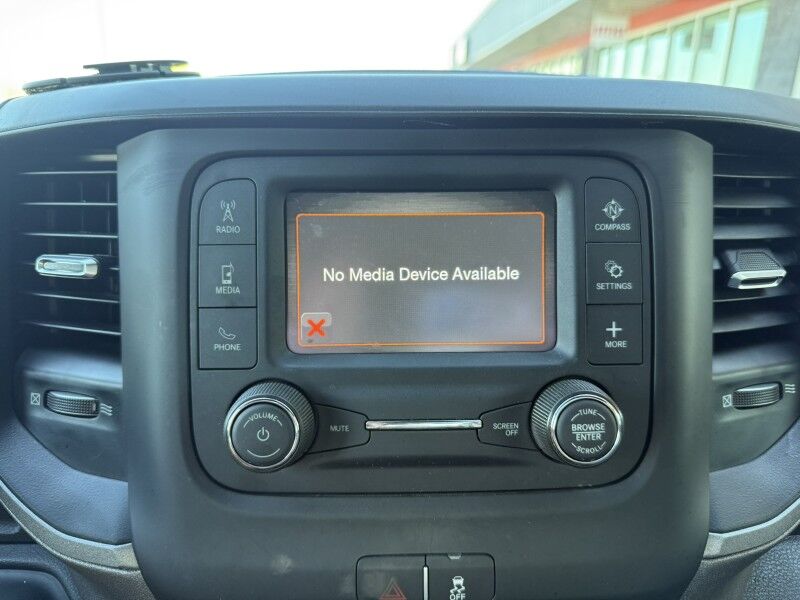 RADIO
MEDIA
PHONE
No Media Device Available
N
COMPASS
SETTINGS
MORE
VOLUME
MUTE
SCREEN
OFF
TUNE
BROWSE
ENTER
SCROLL
OFF